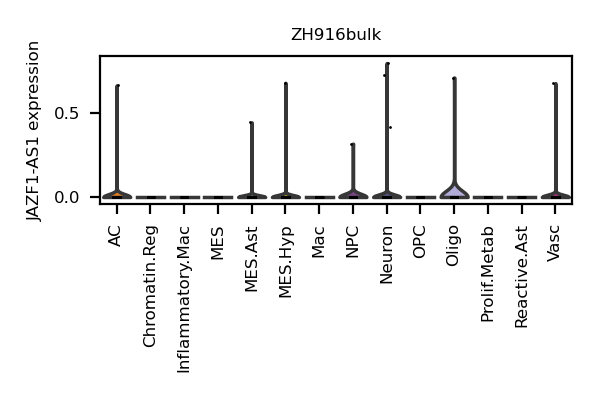 ZH916bulk
JAZF1-AS1 expression
0.5
0.0
AC
Chromatin.Reg
Inflammatory.Mac
MES
MES.Ast
MES.Hyp
Mac
NPC
Neuron
OPC
Oligo
Prolif.Metab
Reactive.Ast
Vasc